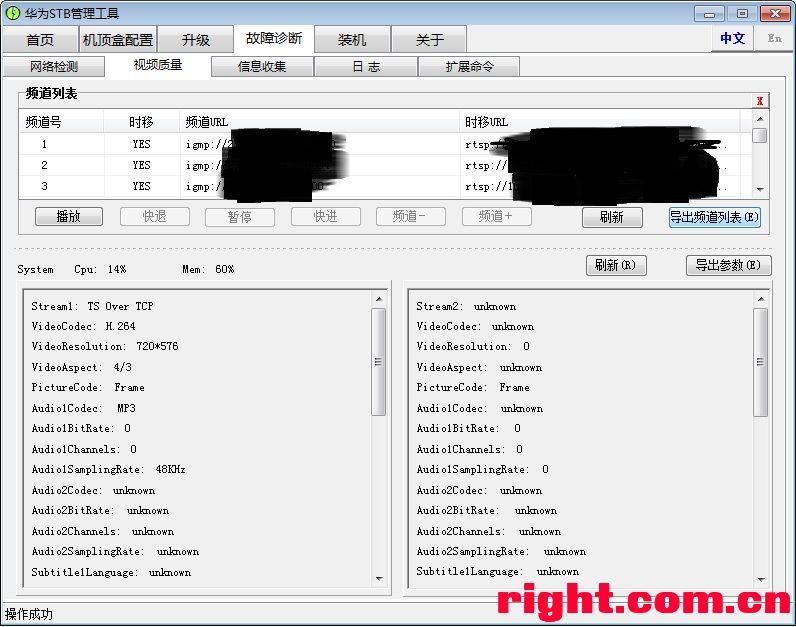 华为STB管理工具
首页 机顶盒配置 升级 故障诊断 装机 关于 中文 En
网络检测 视频质量 信息收集 日 志 扩展命令
频道列表
X
频道号 时移 频道URL 时移URL
1 YES igmp://2 rtsp:/
2 YES igmp:/ rtsp:/
3 YES igmp:/ rtsp://1
播放 快退 暂停 快进 频道- 频道+ 刷新 导出频道列表(E)
System Cpu: 14% Mem: 60% 刷新(R) 导出参数(E)
Stream1: TS Over TCP
VideoCodec: H.264
VideoResolution: 720*576
VideoAspect: 4/3
PictureCode: Frame
Audio1Codec: MP3
Audio1BitRate: 0
Audio1Channels: 0
Audio1SamplingRate: 48KHz
Audio2Codec: unknown
Audio2BitRate: unknown
Audio2Channels: unknown
Audio2SamplingRate: unknown
Subtitle1Language: unknown
Stream2: unknown
VideoCodec: unknown
VideoResolution: 0
VideoAspect: unknown
PictureCode: Frame
Audio1Codec: unknown
Audio1BitRate: 0
Audio1Channels: 0
Audio1SamplingRate: 0
Audio2Codec: unknown
Audio2BitRate: unknown
Audio2Channels: unknown
Audio2SamplingRate: unknown
Subtitle1Language: unknown
right.com.cn
操作成功